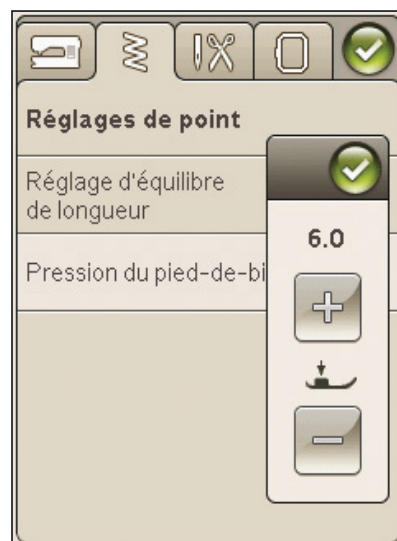 Réglages de point
Réglage d'équilibre
de longueur
6.0
Pression du pied-de-bi